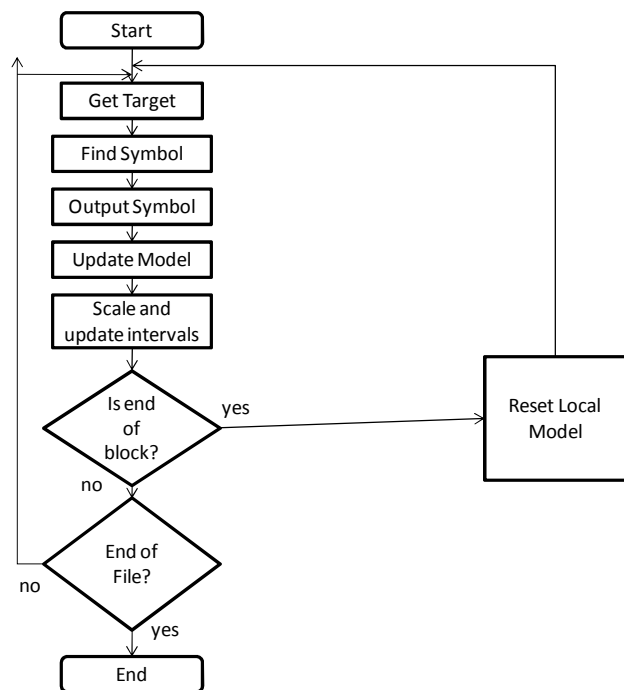 Start
Get Target
Find Symbol
Output Symbol
Update Model
Scale and
update intervals
Is end
of
block?
yes
Reset Local
Model
no
End of
File?
no
yes
End